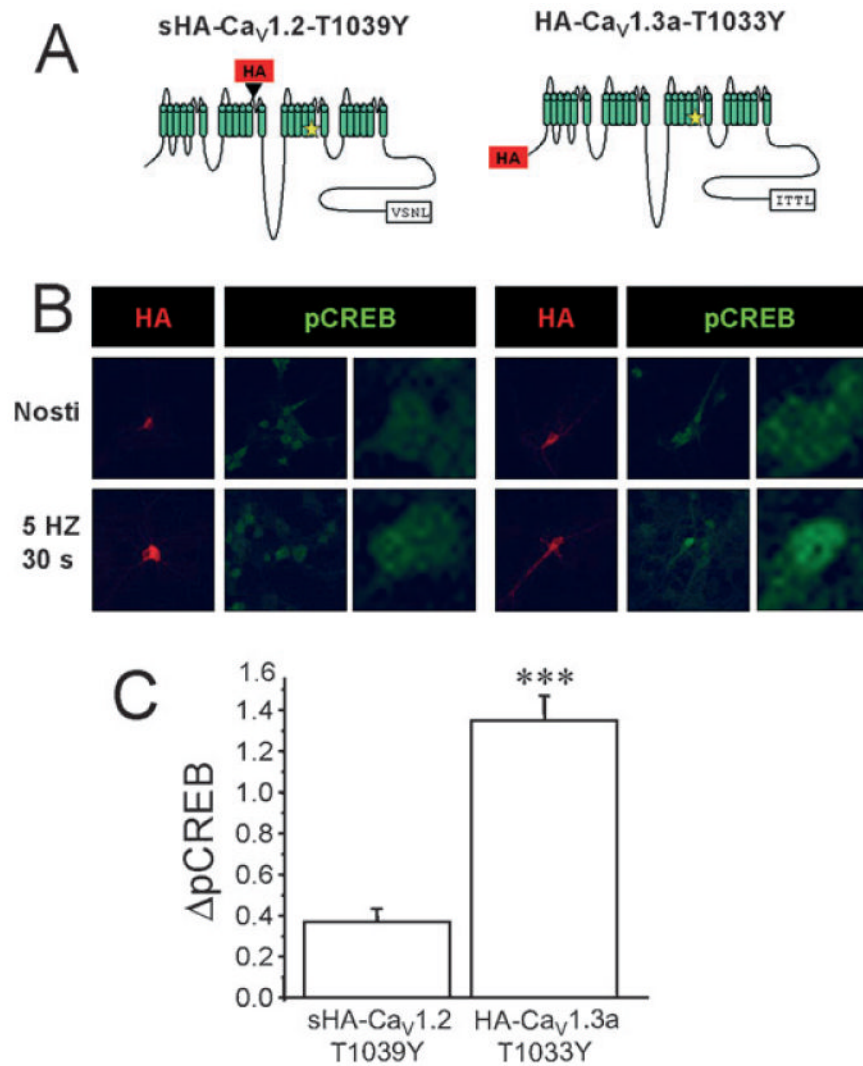 A
sHA-CaV1.2-T1039Y
HA-CaV1.3a-T1033Y
HA
HA
VSNL
ITTL
B
HA
pCREB
HA
pCREB
Nosti
5 HZ
30 s
C
ΔpCREB
1.6
1.4
1.2
1.0
0.8
0.6
0.4
0.2
0.0
***
sHA-CaV1.2
T1039Y
HA-CaV1.3a
T1033Y